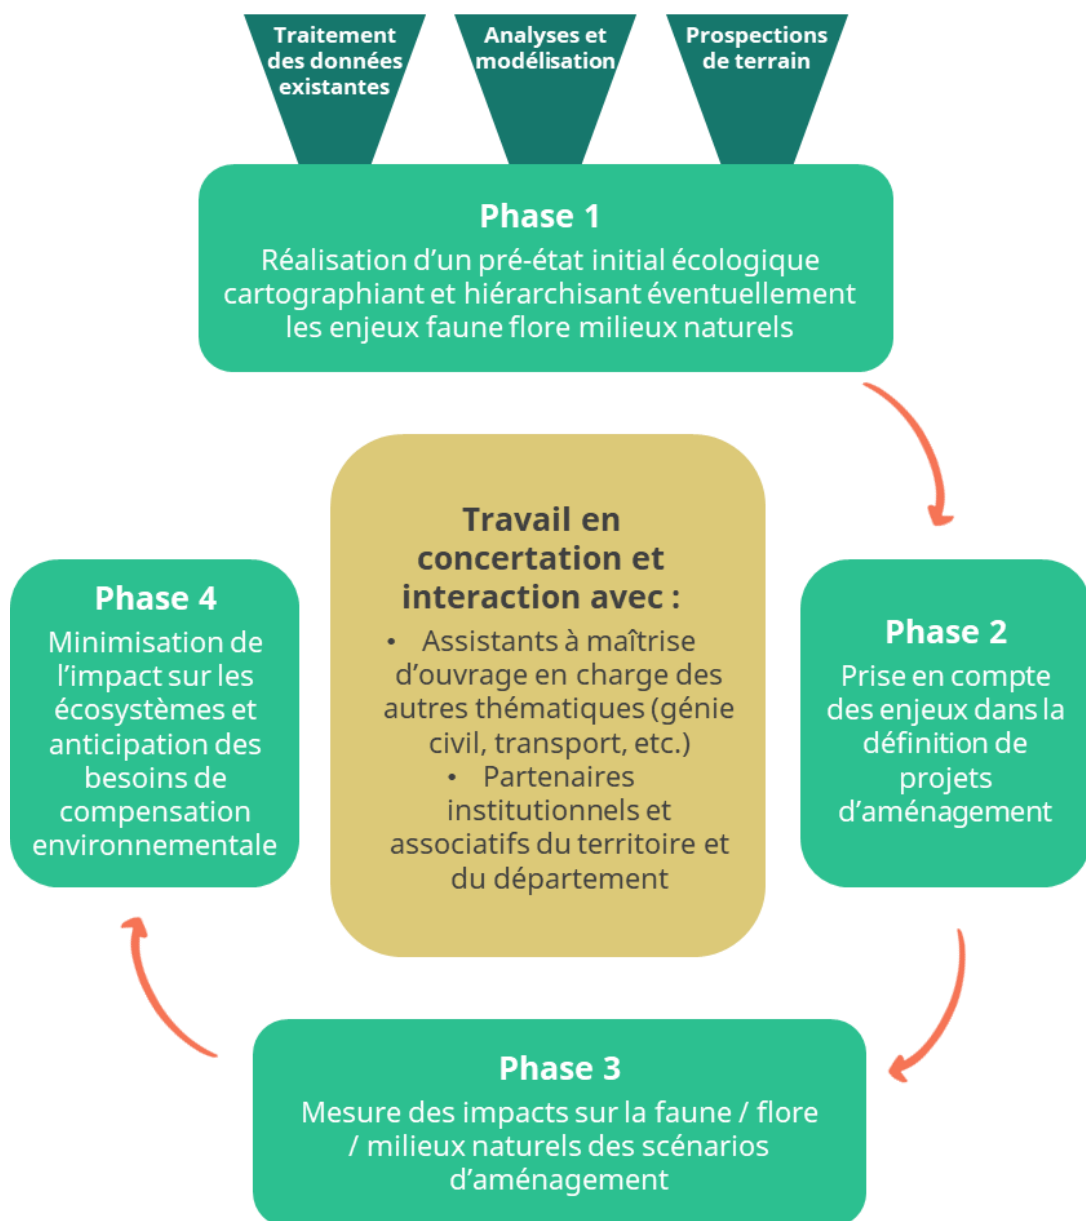 Traitement
des données
existantes
Analyses et
modélisation
Prospections
de terrain
Phase 1
Réalisation d’un pré-état initial écologique
cartographiant et hiérarchisant éventuellement
les enjeux faune flore milieux naturels
Travail en
concertation et
interaction avec :
• Assistants à maîtrise
d’ouvrage en charge des
autres thématiques (génie
civil, transport, etc.)
• Partenaires
institutionnels et
associatifs du territoire et
du département
Phase 2
Prise en compte
des enjeux dans la
définition de
projets
d’aménagement
Phase 3
Mesure des impacts sur la faune / flore
/ milieux naturels des scénarios
d’aménagement
Phase 4
Minimisation de
l’impact sur les
écosystèmes et
anticipation des
besoins de
compensation
environnementale